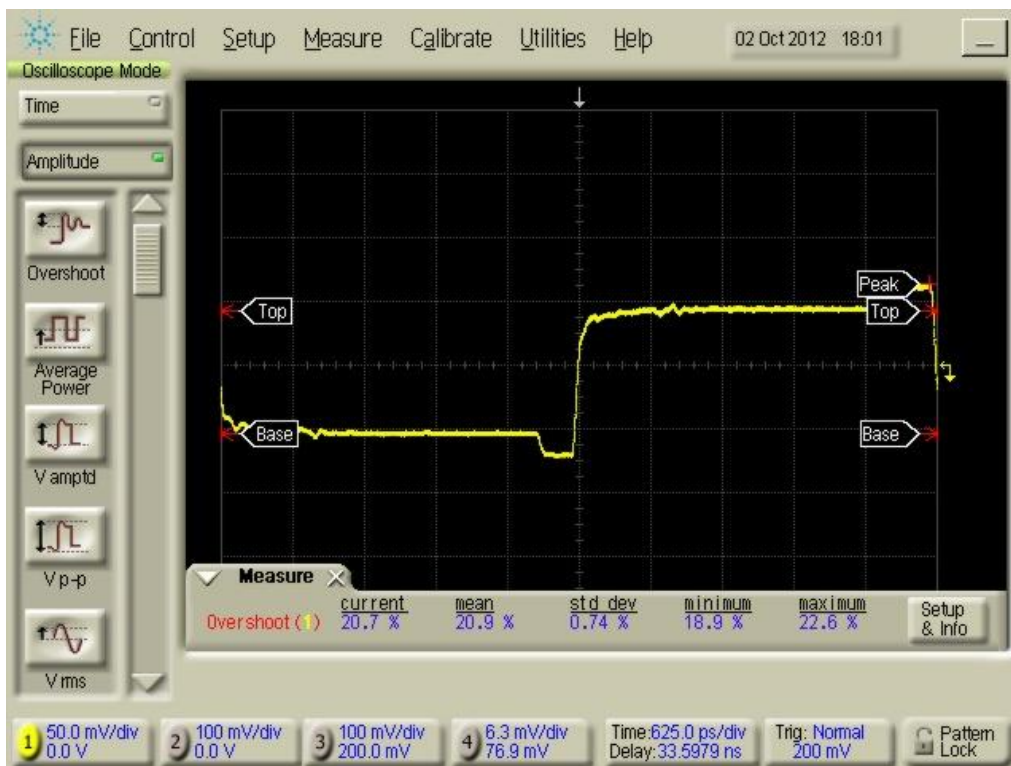 File Control Setup Measure Calibrate Utilities Help 02 Oct 2012 18:01
Oscilloscope Mode
Time
Amplitude
Overshoot
Average
Power
V amptd
V p-p
V rms
Peak
Top Top
Base Base
Measure
current mean std dev minimum maximum
Overshoot (1) 20.7 % 20.9 % 0.74 % 18.9 % 22.6 %
Setup
& Info
1 50.0 mV/div 2 100 mV/div 3 100 mV/div 4 6.3 mV/div Time:625.0 ps/div Trig: Normal Pattern
0.0 V 0.0 V 200.0 mV 76.9 mV Delay:33.5979 ns 200 mV Lock